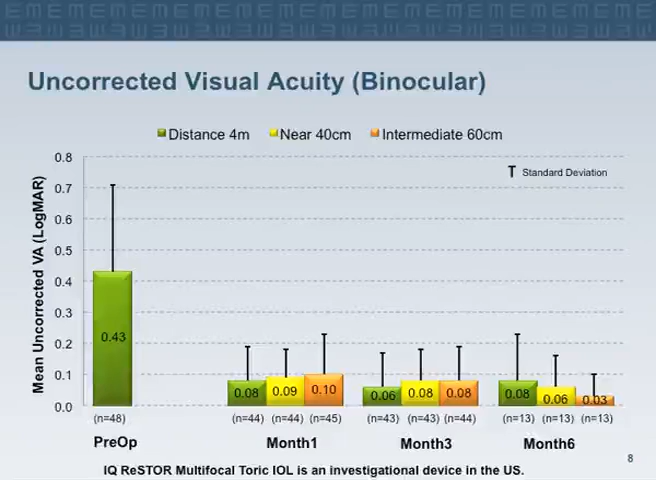 Uncorrected Visual Acuity (Binocular)
Distance 4m Near 40cm Intermediate 60cm
Mean Uncorrected VA (LogMAR)
0.8
0.7
0.6
0.5
0.4
0.3
0.2
0.1
0.0
T Standard Deviation
0.43
0.08 0.09 0.10
0.06 0.08 0.08
0.08 0.06 0.03
(n=48) (n=44) (n=44) (n=45) (n=43) (n=43) (n=44) (n=13) (n=13) (n=13)
PreOp Month1 Month3 Month6
8
IQ ReSTOR Multifocal Toric IOL is an investigational device in the US.